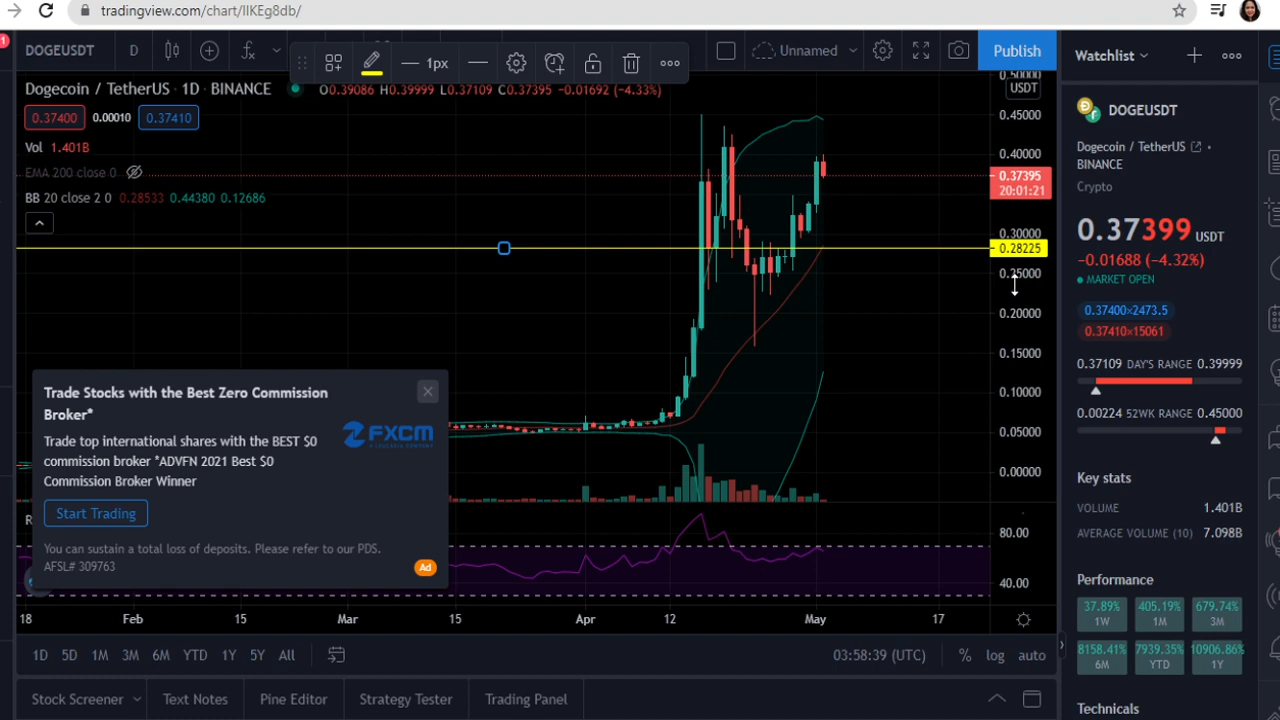 tradingview.com/chart/IIKEg8db/
DOGEUSDT D Unnamed Publish
1px
Dogecoin / TetherUS · 1D · BINANCE O0.39086 H0.39999 L0.37109 C0.37395 −0.01692 (−4.33%)
0.37400 0.00010 0.37410
Vol 1.401B
EMA 200 close 0
BB 20 close 2 0 0.28533 0.44380 0.12686
0.50000
USDT
0.45000
0.40000
0.37395
20:01:21
0.30000
0.28225
0.25000
0.20000
0.15000
0.10000
0.05000
0.00000
80.00
40.00
Trade Stocks with the Best Zero Commission
Broker*
Trade top international shares with the BEST $0
commission broker *ADVFN 2021 Best $0
Commission Broker Winner
FXCM
Start Trading
You can sustain a total loss of deposits. Please refer to our PDS.
AFSL# 309763
Ad
18 Feb 15 Mar 15 Apr 12 May 17
1D 5D 1M 3M 6M YTD 1Y 5Y All 03:58:39 (UTC) % log auto
Stock Screener Text Notes Pine Editor Strategy Tester Trading Panel
Watchlist
DOGEUSDT
Dogecoin / TetherUS ·
BINANCE
Crypto
0.37399 USDT
−0.01688 (−4.32%)
MARKET OPEN
0.37400×2473.5
0.37410×15061
0.37109 DAY'S RANGE 0.39999
0.00224 52WK RANGE 0.45000
Key stats
VOLUME 1.401B
AVERAGE VOLUME (10) 7.098B
Performance
37.89% 405.19% 679.74%
1W 1M 3M
8158.41% 7939.35% 10906.86%
6M YTD 1Y
Technicals